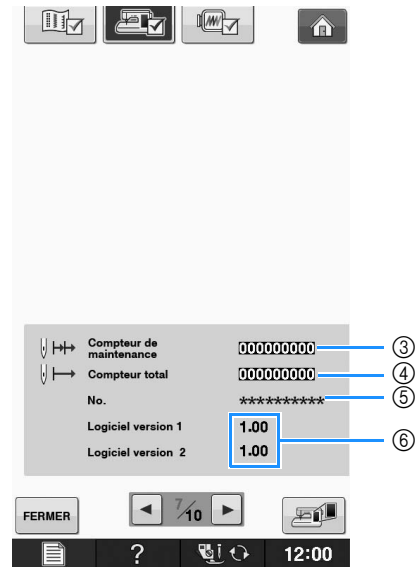 Compteur de
maintenance 000000000 ③
Compteur total 000000000 ④
No. ********** ⑤
Logiciel version 1 1.00
⑥
Logiciel version 2 1.00
FERMER 7/10
? i 12:00